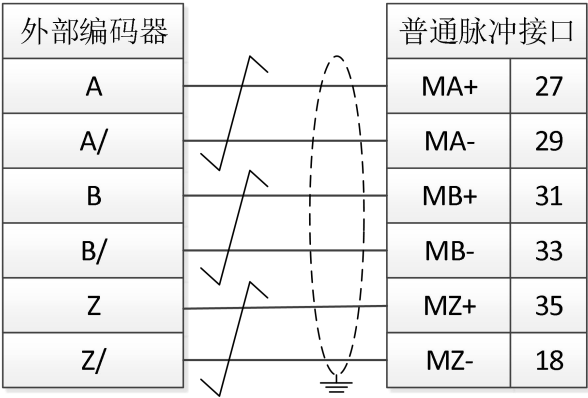 外部编码器 普通脉冲接口
A MA+ 27
A/ MA- 29
B MB+ 31
B/ MB- 33
Z MZ+ 35
Z/ MZ- 18